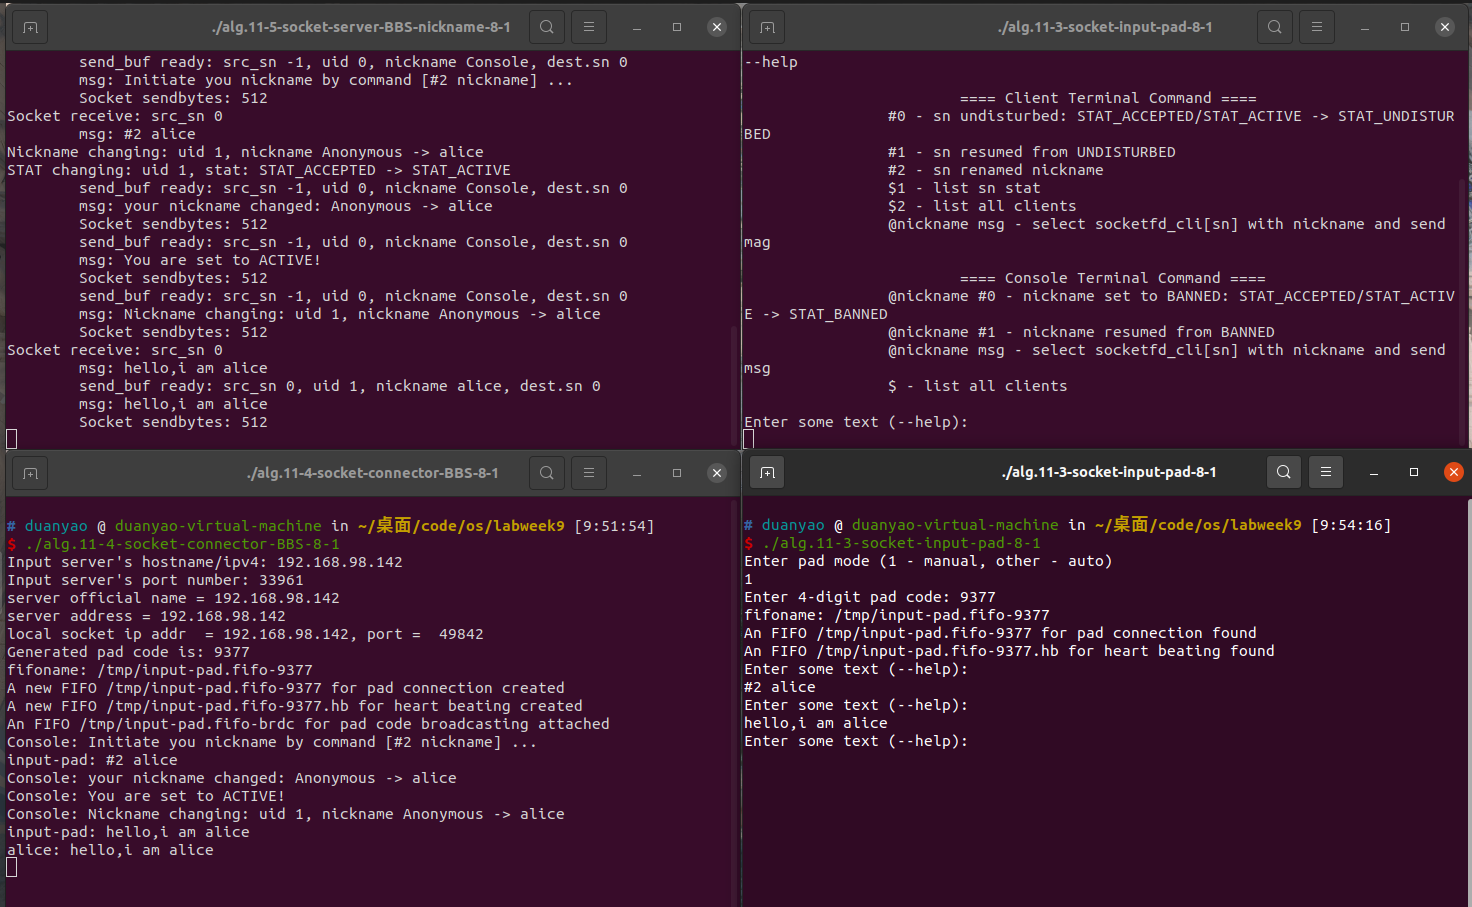 ./alg.11-5-socket-server-BBS-nickname-8-1
send_buf ready: src_sn -1, uid 0, nickname Console, dest.sn 0
msg: Initiate you nickname by command [#2 nickname] ...
Socket sendbytes: 512
Socket receive: src_sn 0
msg: #2 alice
Nickname changing: uid 1, nickname Anonymous -> alice
STAT changing: uid 1, stat: STAT_ACCEPTED -> STAT_ACTIVE
send_buf ready: src_sn -1, uid 0, nickname Console, dest.sn 0
msg: your nickname changed: Anonymous -> alice
Socket sendbytes: 512
send_buf ready: src_sn -1, uid 0, nickname Console, dest.sn 0
msg: You are set to ACTIVE!
Socket sendbytes: 512
send_buf ready: src_sn -1, uid 0, nickname Console, dest.sn 0
msg: Nickname changing: uid 1, nickname Anonymous -> alice
Socket sendbytes: 512
Socket receive: src_sn 0
msg: hello,i am alice
send_buf ready: src_sn 0, uid 1, nickname alice, dest.sn 0
msg: hello,i am alice
Socket sendbytes: 512
./alg.11-3-socket-input-pad-8-1
--help
==== Client Terminal Command ====
#0 - sn undisturbed: STAT_ACCEPTED/STAT_ACTIVE -> STAT_UNDISTUR
BED
#1 - sn resumed from UNDISTURBED
#2 - sn renamed nickname
$1 - list sn stat
$2 - list all clients
@nickname msg - select socketfd_cli[sn] with nickname and send
mag
==== Console Terminal Command ====
@nickname #0 - nickname set to BANNED: STAT_ACCEPTED/STAT_ACTIV
E -> STAT_BANNED
@nickname #1 - nickname resumed from BANNED
@nickname msg - select socketfd_cli[sn] with nickname and send
msg
$ - list all clients
Enter some text (--help):
./alg.11-4-socket-connector-BBS-8-1
# duanyao @ duanyao-virtual-machine in ~/桌面/code/os/labweek9 [9:51:54]
$ ./alg.11-4-socket-connector-BBS-8-1
Input server's hostname/ipv4: 192.168.98.142
Input server's port number: 33961
server official name = 192.168.98.142
server address = 192.168.98.142
local socket ip addr  = 192.168.98.142, port =  49842
Generated pad code is: 9377
fifoname: /tmp/input-pad.fifo-9377
A new FIFO /tmp/input-pad.fifo-9377 for pad connection created
A new FIFO /tmp/input-pad.fifo-9377.hb for heart beating created
An FIFO /tmp/input-pad.fifo-brdc for pad code broadcasting attached
Console: Initiate you nickname by command [#2 nickname] ...
input-pad: #2 alice
Console: your nickname changed: Anonymous -> alice
Console: You are set to ACTIVE!
Console: Nickname changing: uid 1, nickname Anonymous -> alice
input-pad: hello,i am alice
alice: hello,i am alice
./alg.11-3-socket-input-pad-8-1
# duanyao @ duanyao-virtual-machine in ~/桌面/code/os/labweek9 [9:54:16]
$ ./alg.11-3-socket-input-pad-8-1
Enter pad mode (1 - manual, other - auto)
1
Enter 4-digit pad code: 9377
fifoname: /tmp/input-pad.fifo-9377
An FIFO /tmp/input-pad.fifo-9377 for pad connection found
An FIFO /tmp/input-pad.fifo-9377.hb for heart beating found
Enter some text (--help):
#2 alice
Enter some text (--help):
hello,i am alice
Enter some text (--help):